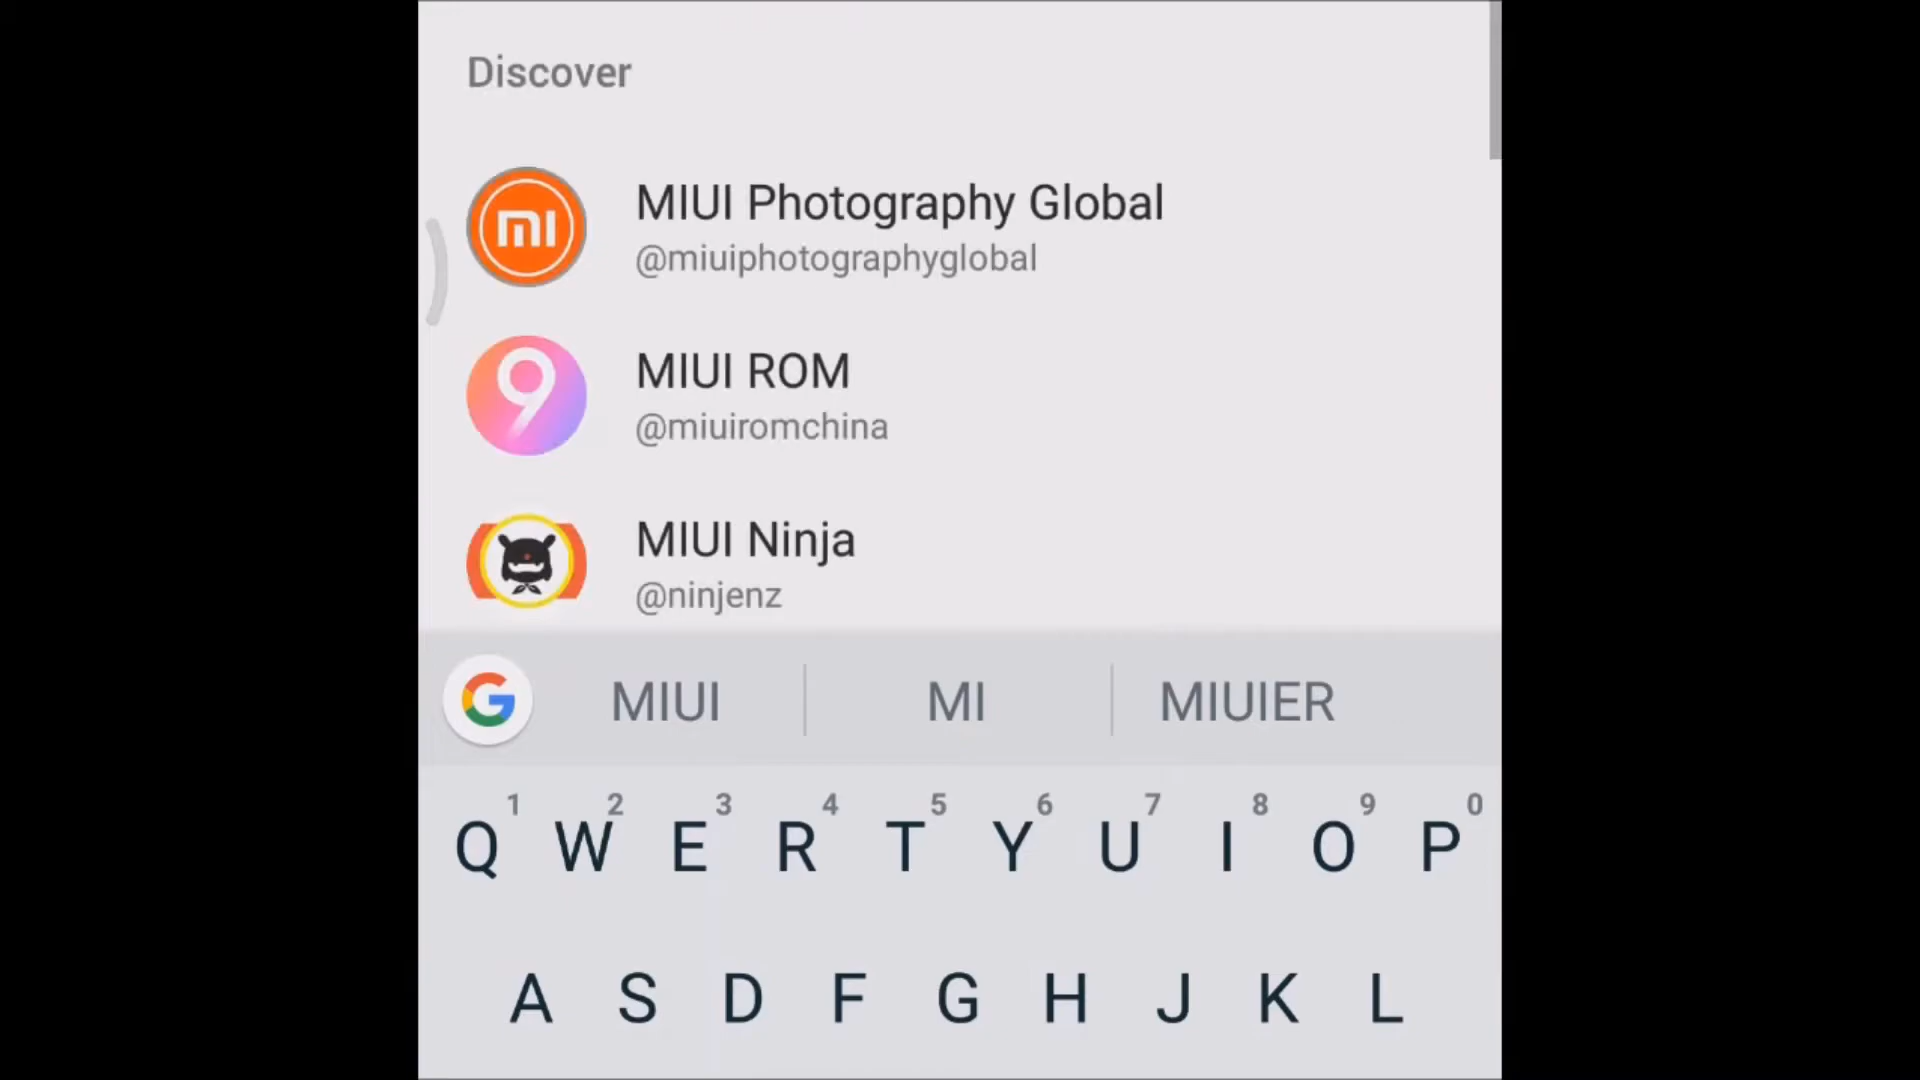 Discover
MIUI Photography Global
@miuiphotographyglobal
9
MIUI ROM
@miuiromchina
MIUI Ninja
@ninjenz
G MIUI MI MIUIER
1 2 3 4 5 6 7 8 9 0
Q W E R T Y U I O P
A S D F G H J K L